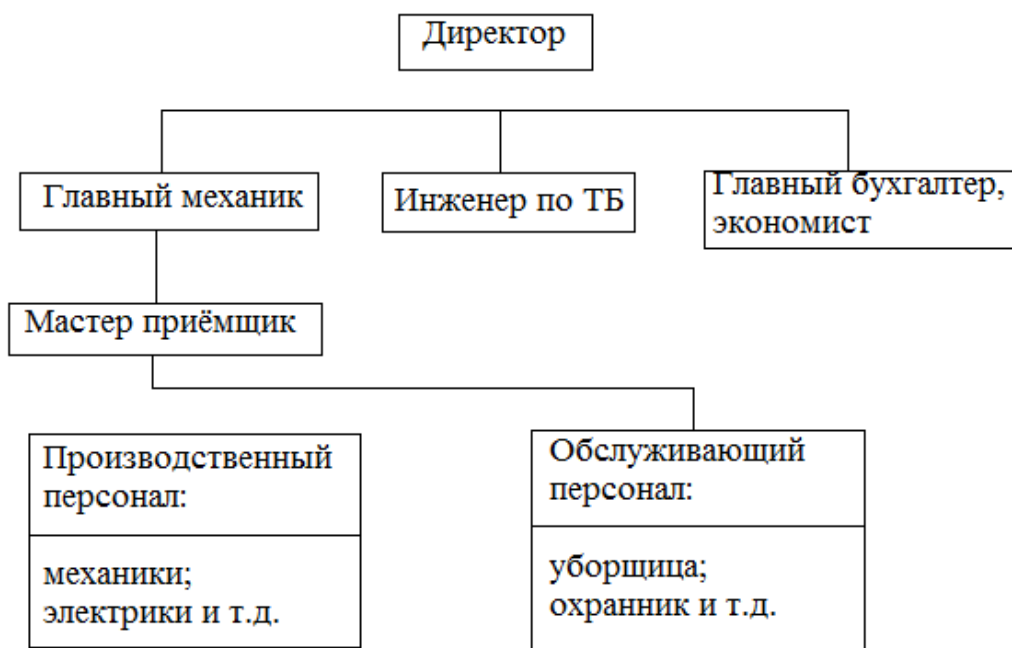 Директор
Главный механик
Инженер по ТБ
Главный бухгалтер,
экономист
Мастер приёмщик
Производственный
персонал:
механики;
электрики и т.д.
Обслуживающий
персонал:
уборщица;
охранник и т.д.